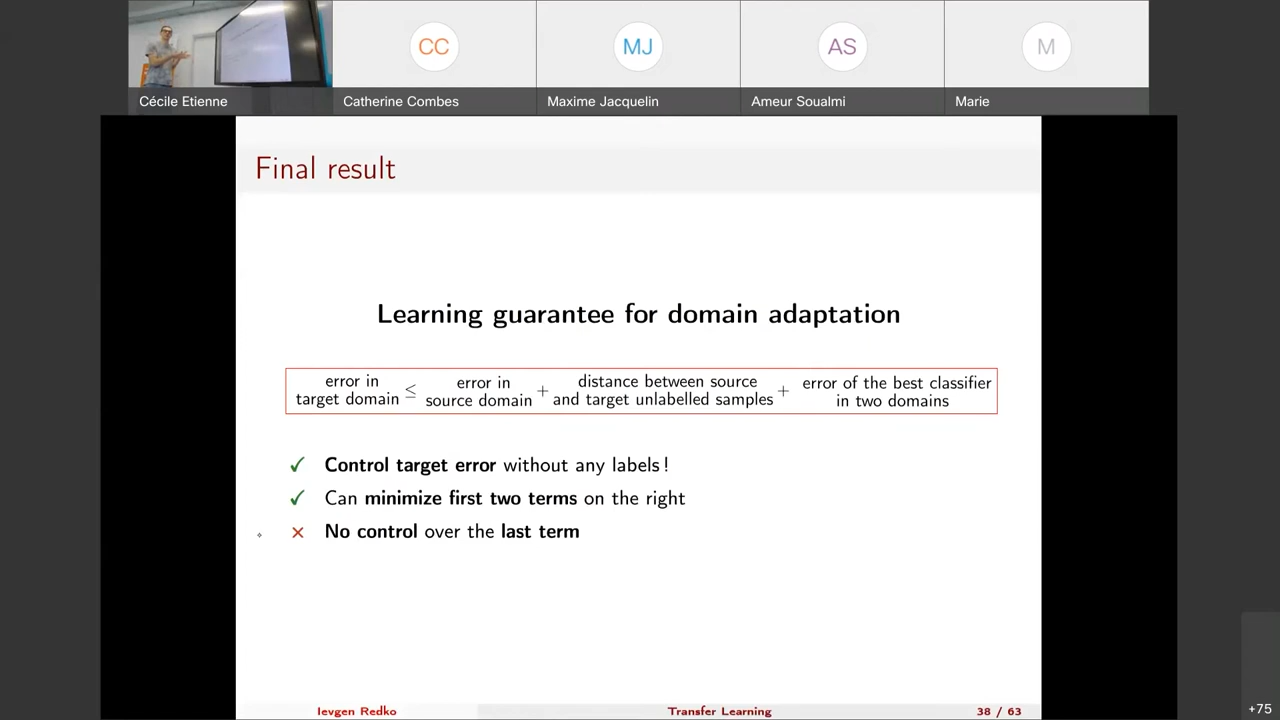 CC
MJ
AS
M
Cécile Etienne
Catherine Combes
Maxime Jacquelin
Ameur Soualmi
Marie
Final result
Learning guarantee for domain adaptation
error in target domain ≤ error in source domain + distance between source and target unlabelled samples + error of the best classifier in two domains
✓ Control target error without any labels !
✓ Can minimize first two terms on the right
× No control over the last term
Ievgen Redko
Transfer Learning
38 / 63
+75